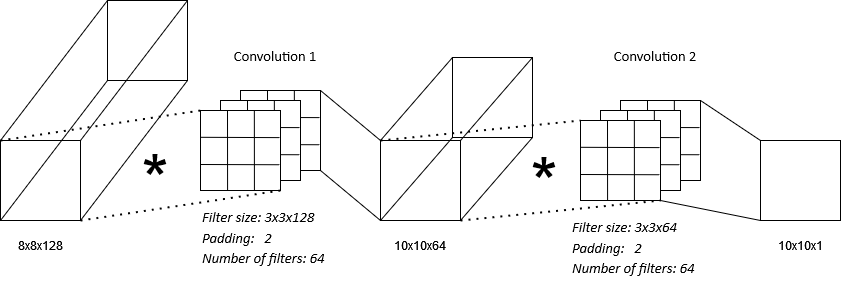 Convolution 1
Convolution 2
*
*
Filter size: 3x3x128
Padding: 2
Number of filters: 64
Filter size: 3x3x64
Padding: 2
Number of filters: 64
8x8x128
10x10x64
10x10x1